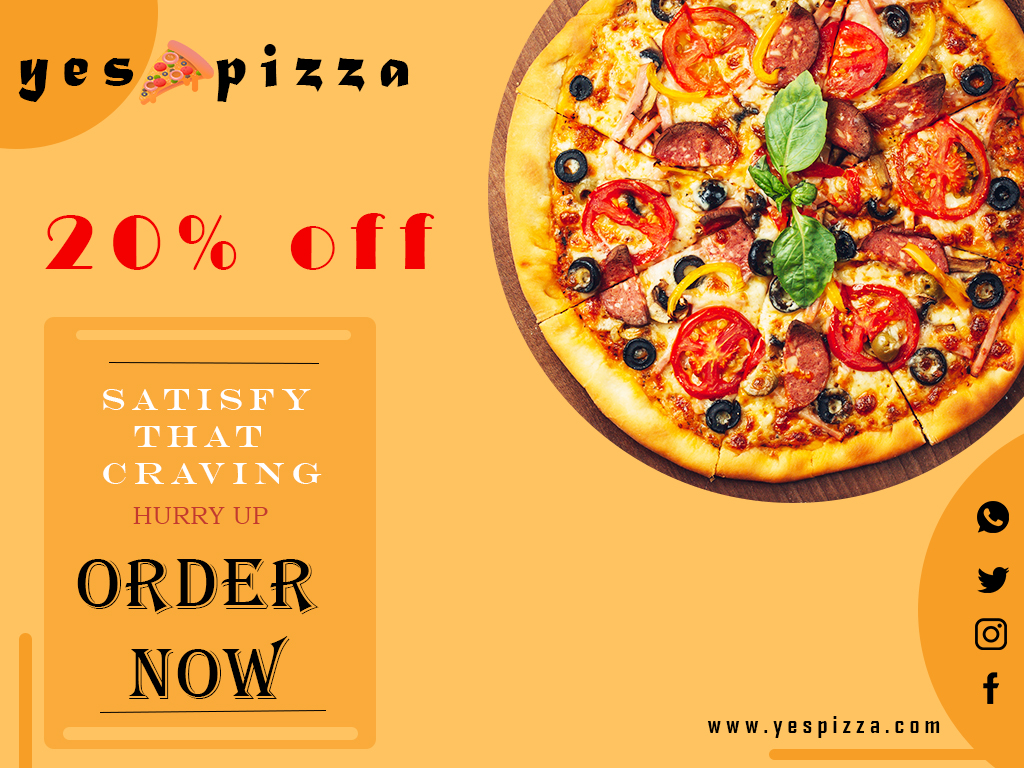 yes pizza
20% off
SATISFY
THAT
CRAVING
HURRY UP
ORDER
NOW
www.yespizza.com